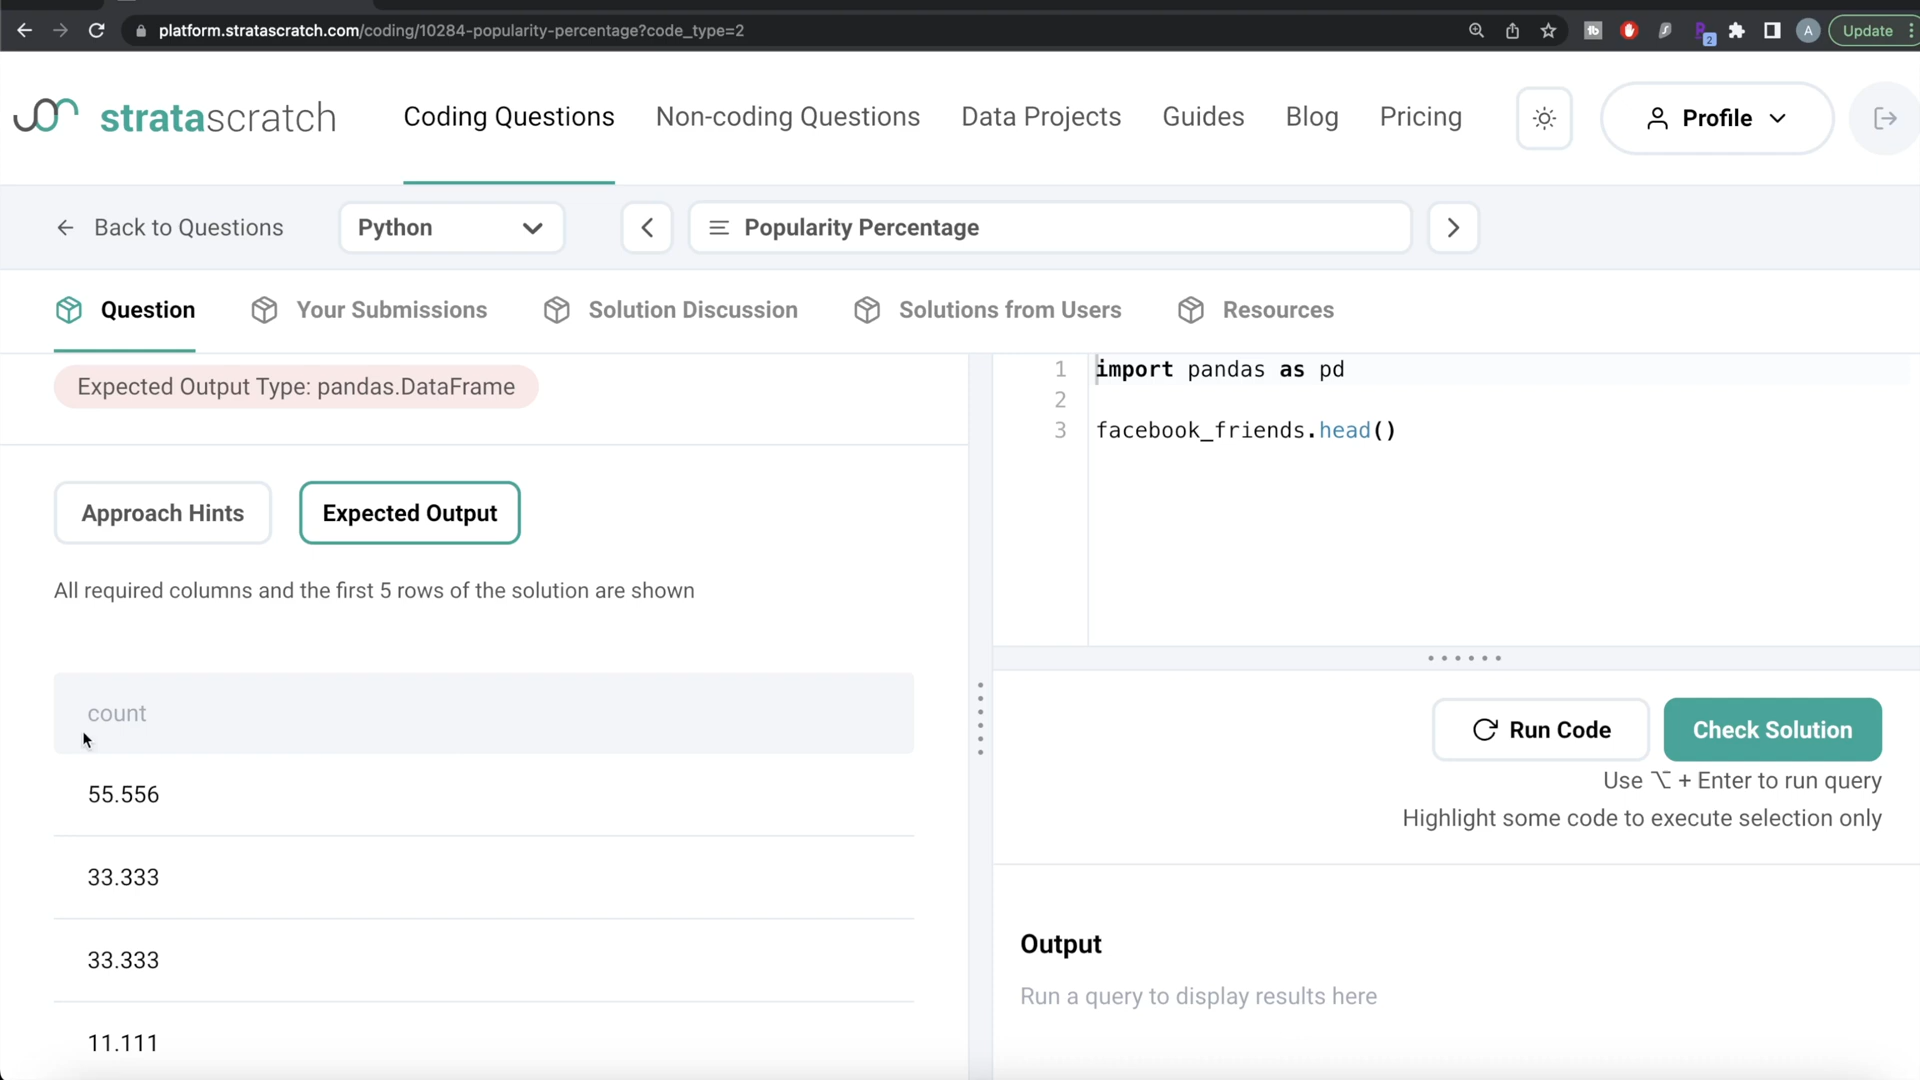 platform.stratascratch.com/coding/10284-popularity-percentage?code_type=2
tb
2
A
Update
stratascratch
Coding Questions
Non-coding Questions
Data Projects
Guides
Blog
Pricing
Profile
Back to Questions
Python
Popularity Percentage
Question
Your Submissions
Solution Discussion
Solutions from Users
Resources
Expected Output Type: pandas.DataFrame
Approach Hints
Expected Output
All required columns and the first 5 rows of the solution are shown
count
55.556
33.333
33.333
11.111
1 import pandas as pd
2
3 facebook_friends.head()
Run Code
Check Solution
Use ⌥ + Enter to run query
Highlight some code to execute selection only
Output
Run a query to display results here